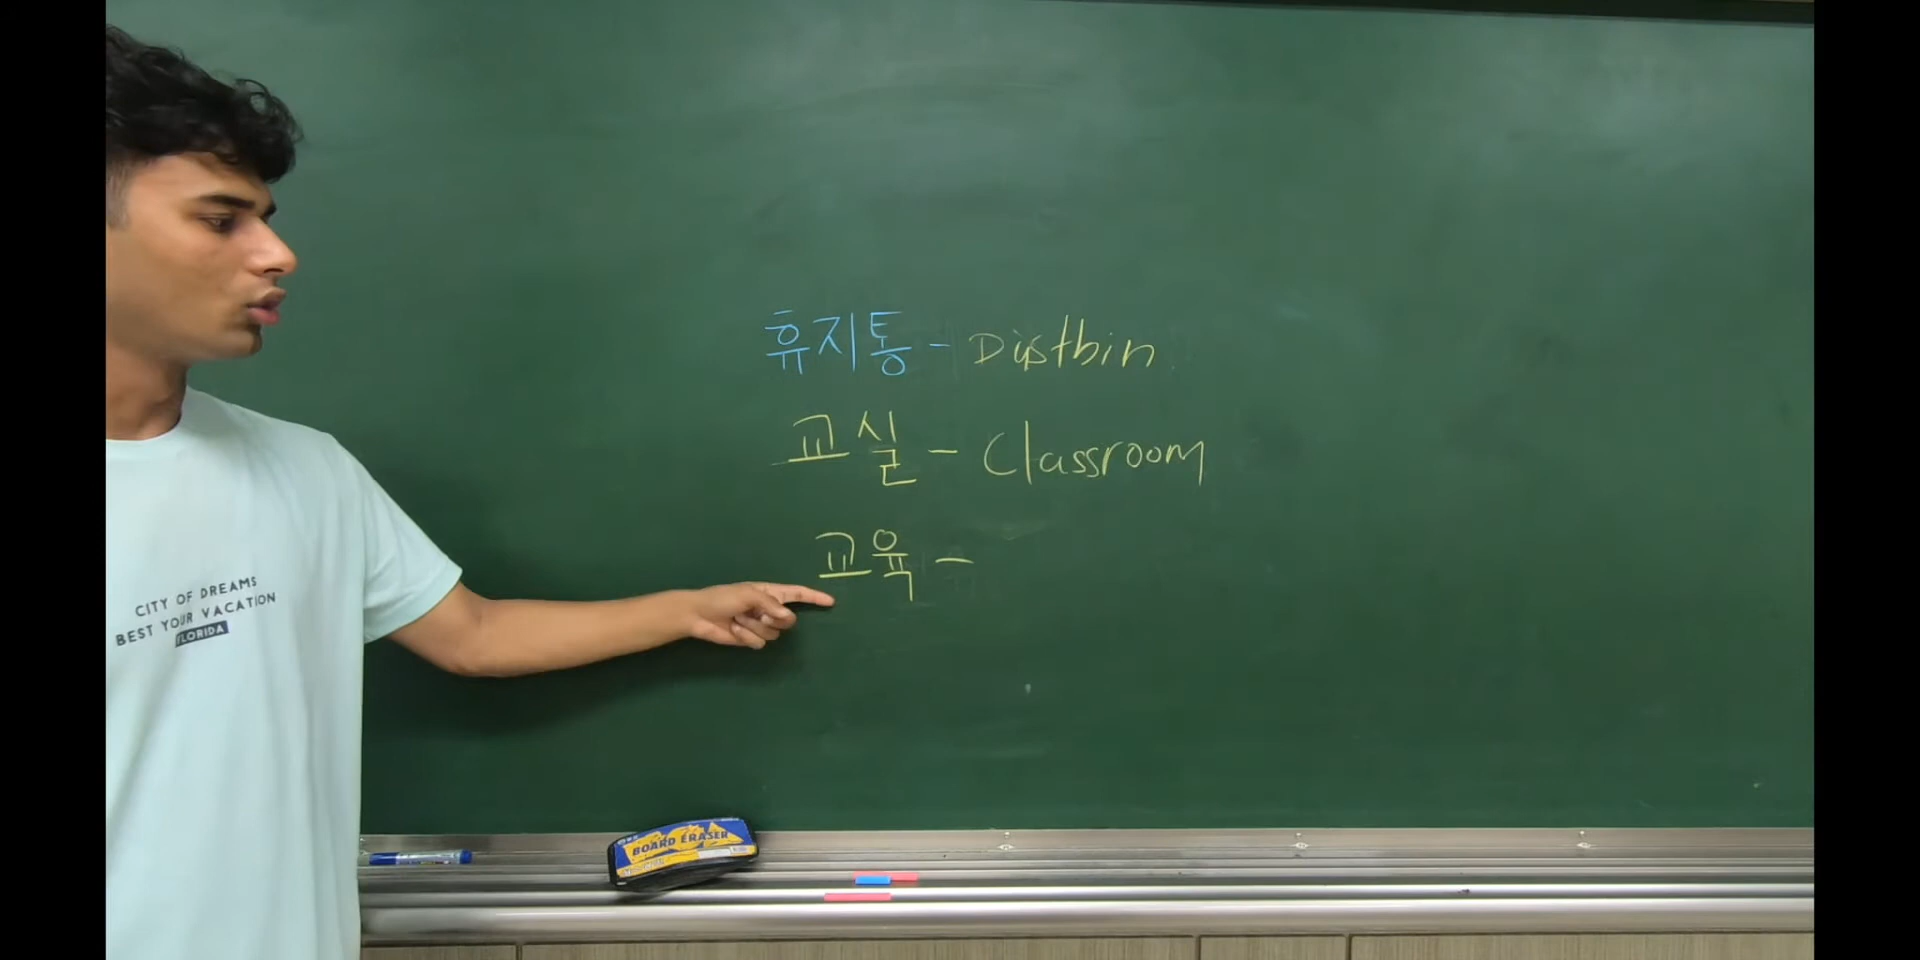 휴지통 - Dustbin
교실 - Classroom
교육 -
CITY OF DREAMS
BEST YOUR VACATION
FLORIDA
BOARD ERASER